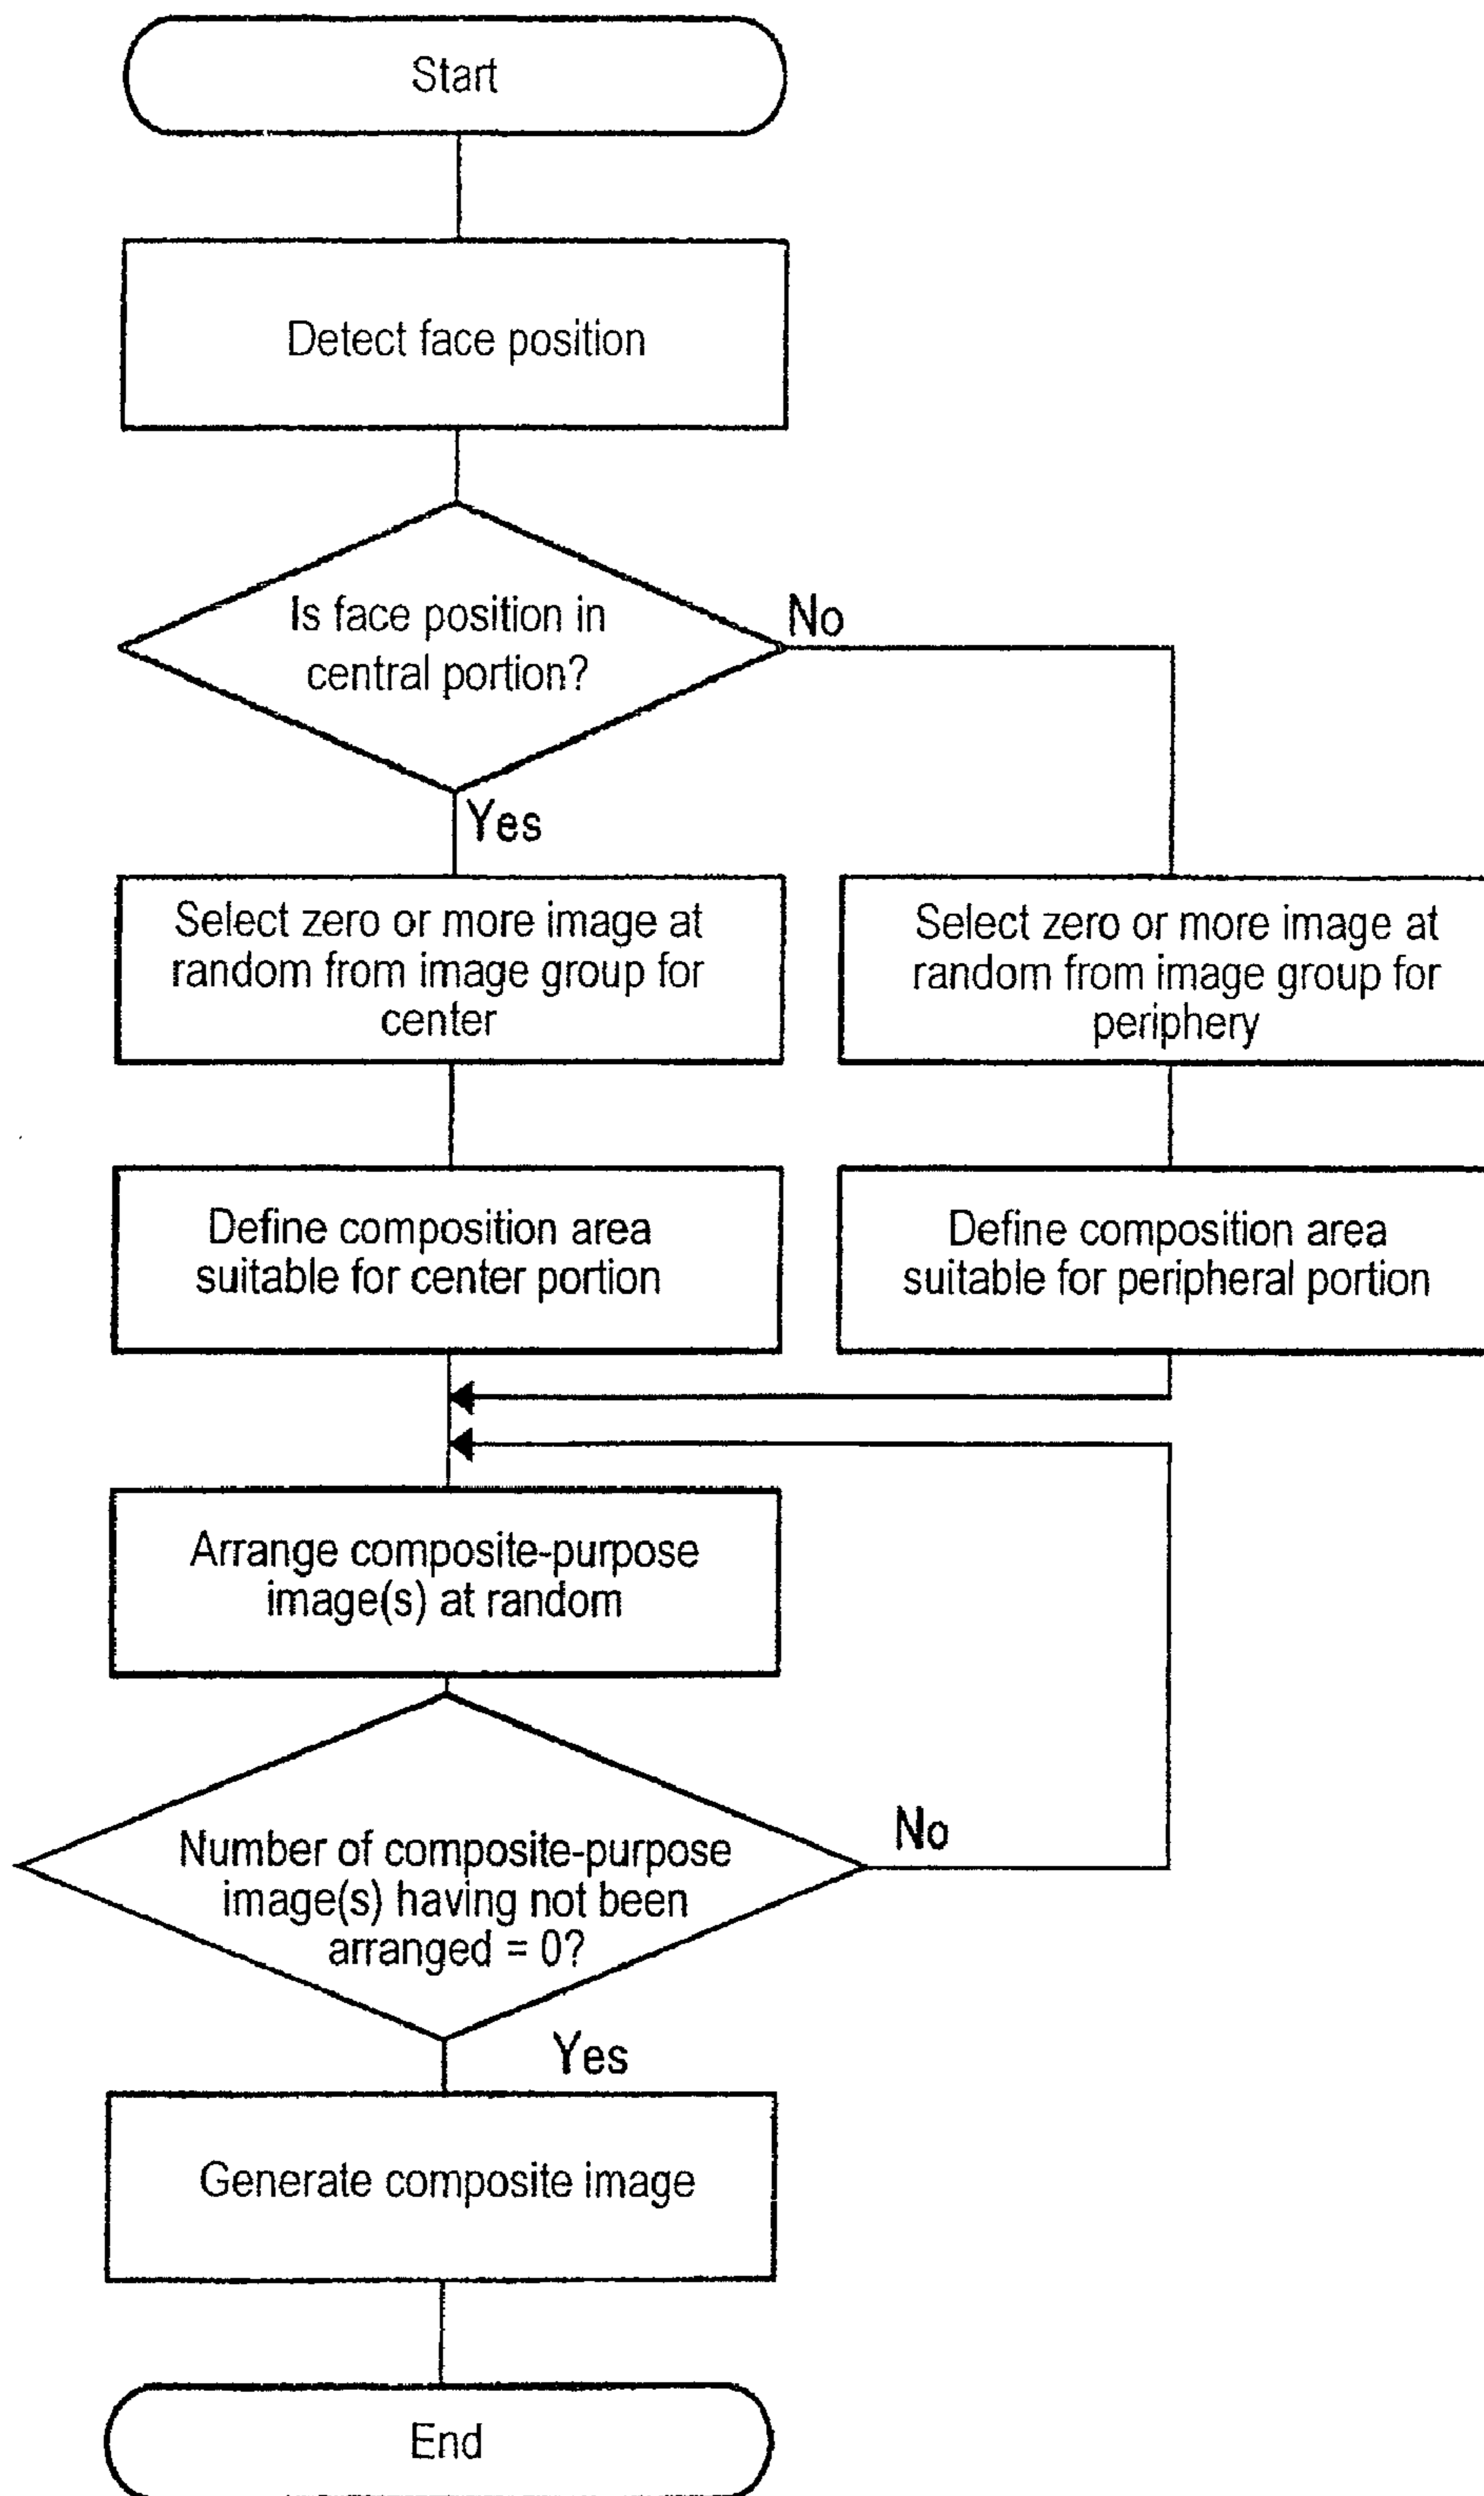 Start
Detect face position
Is face position in
central portion?
No
Yes
Select zero or more image at
random from image group for
center
Select zero or more image at
random from image group for
periphery
Define composition area
suitable for center portion
Define composition area
suitable for peripheral portion
Arrange composite-purpose
image(s) at random
Number of composite-purpose
image(s) having not been
arranged = 0?
No
Yes
Generate composite image
End